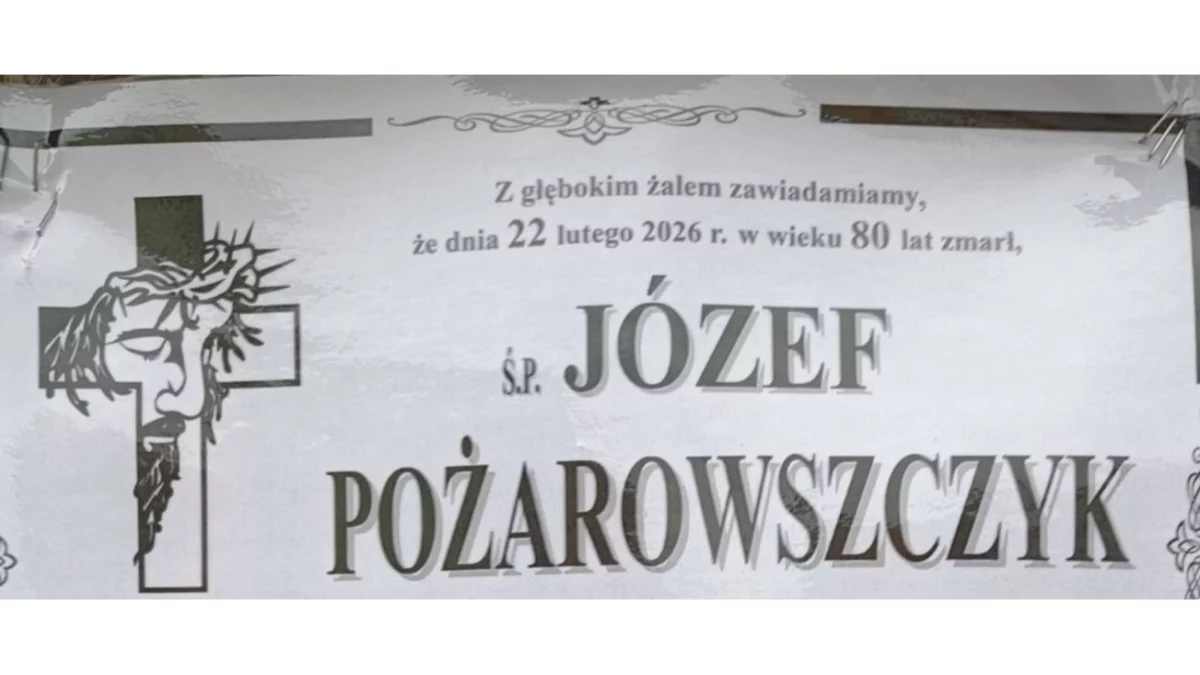 Z głębokim żalem zawiadamiamy,
że dnia 22 lutego 2026 r. w wieku 80 lat zmarł,
Ś.P. JÓZEF
POŻAROWSZCZYK